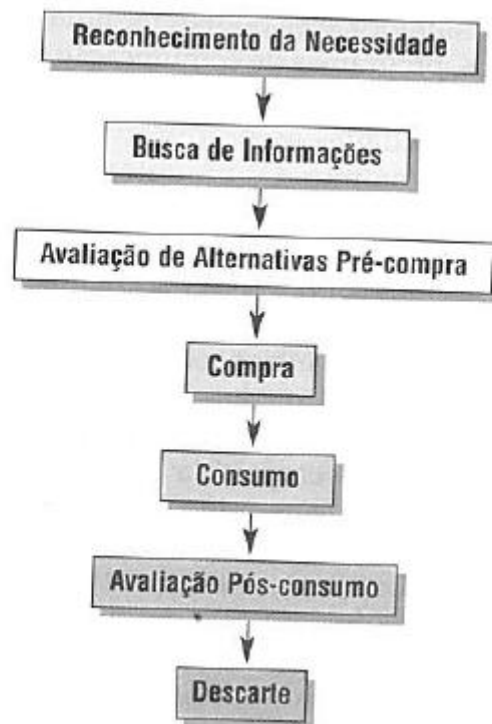 Reconhecimento da Necessidade
Busca de Informações
Avaliação de Alternativas Pré-compra
Compra
Consumo
Avaliação Pós-consumo
Descarte